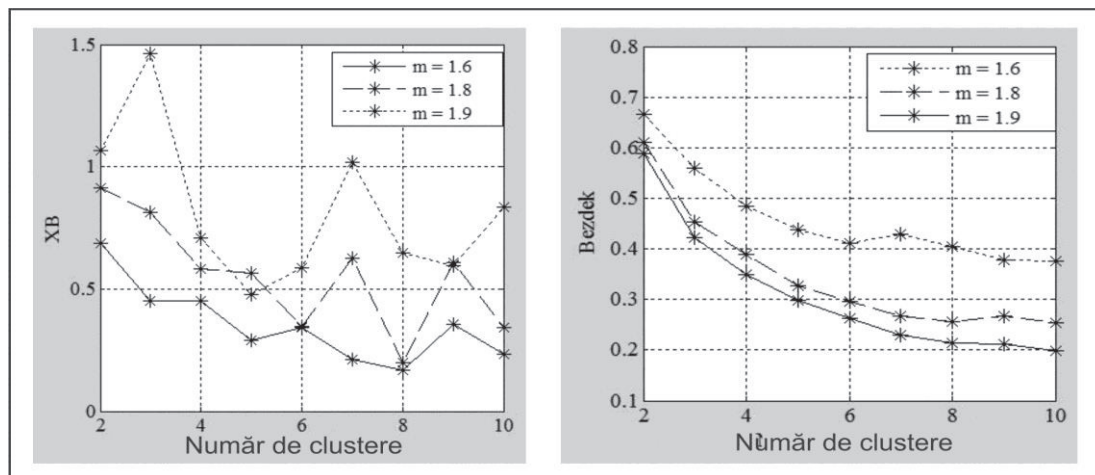 1.5
1
0.5
0
XB
m = 1.6
m = 1.8
m = 1.9
2 4 6 8 10
Număr de clustere
0.8
0.7
0.6
0.5
0.4
0.3
0.2
0.1
Bezdek
m = 1.6
m = 1.8
m = 1.9
2 4 6 8 10
Număr de clustere